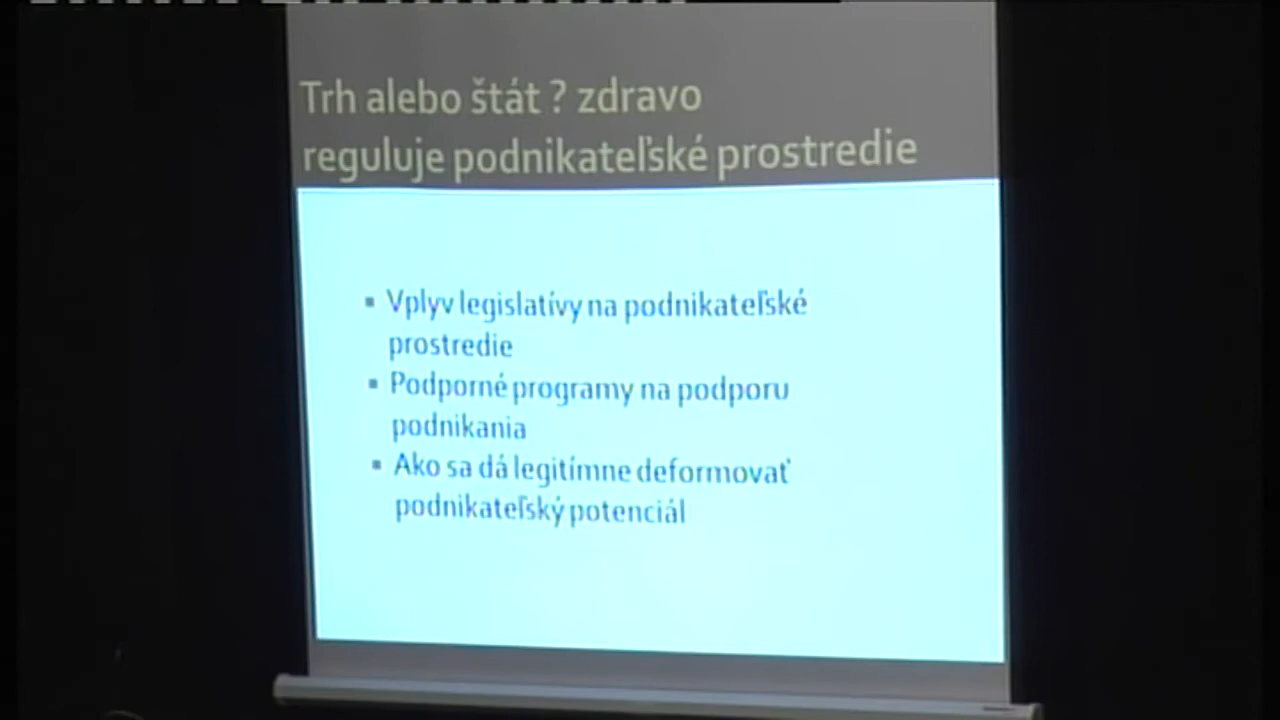 Trh alebo štát ? zdravo
reguluje podnikateľské prostredie
▪ Vplyv legislatívy na podnikateľské
prostredie
▪ Podporné programy na podporu
podnikania
▪ Ako sa dá legitímne deformovať
podnikateľský potenciál